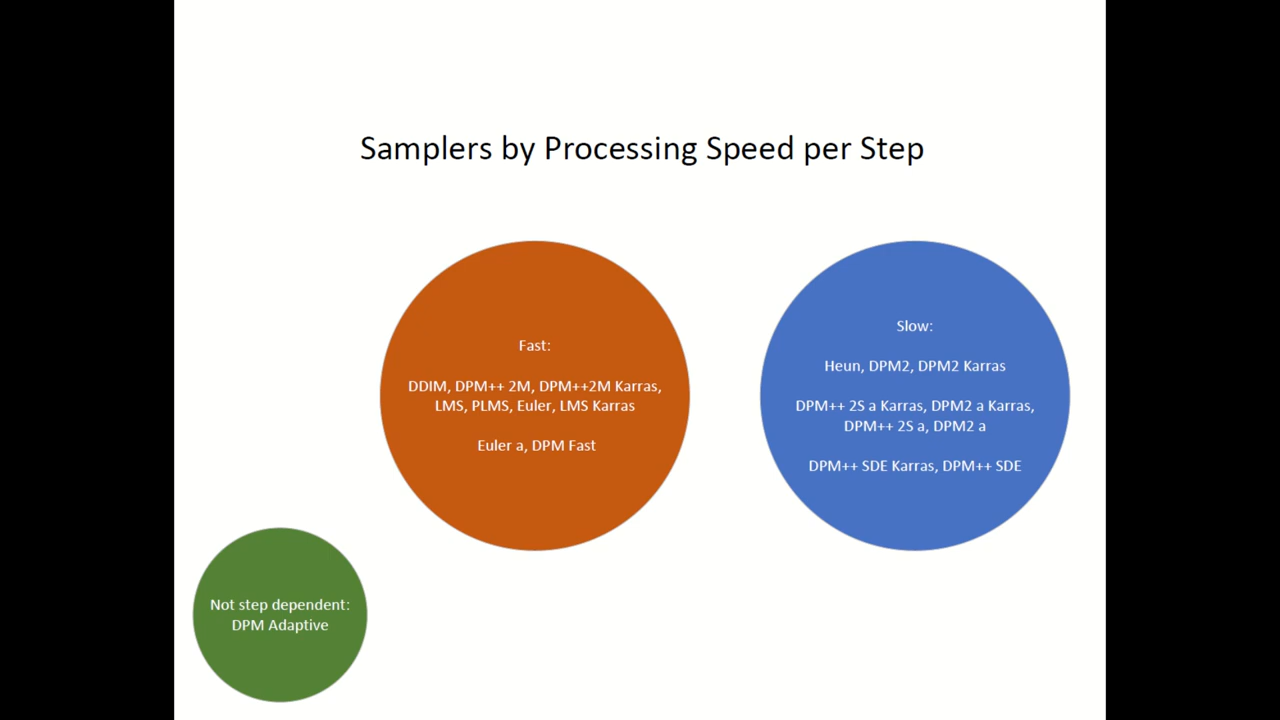 Samplers by Processing Speed per Step
Fast:
DDIM, DPM++ 2M, DPM++2M Karras,
LMS, PLMS, Euler, LMS Karras
Euler a, DPM Fast
Slow:
Heun, DPM2, DPM2 Karras
DPM++ 2S a Karras, DPM2 a Karras,
DPM++ 2S a, DPM2 a
DPM++ SDE Karras, DPM++ SDE
Not step dependent:
DPM Adaptive